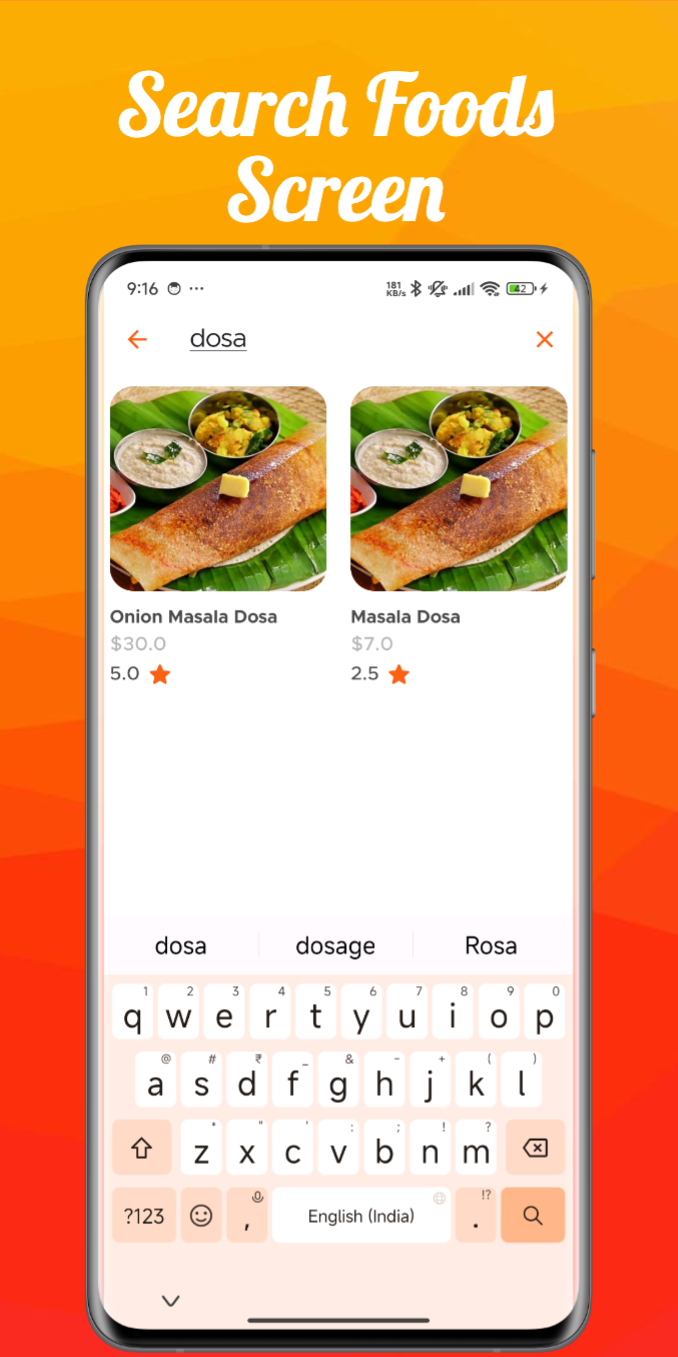 Search Foods
Screen
9:16 ...
181
KB/s
42
dosa
Onion Masala Dosa
Masala Dosa
$30.0
$7.0
5.0
2.5
dosa dosage Rosa
1 2 3 4 5 6 7 8 9 0
q w e r t y u i o p
@ # ₹ _ & - + ( )
a s d f g h j k l
* " ' : ; ! ?
z x c v b n m
!?
?123 , English (India) .